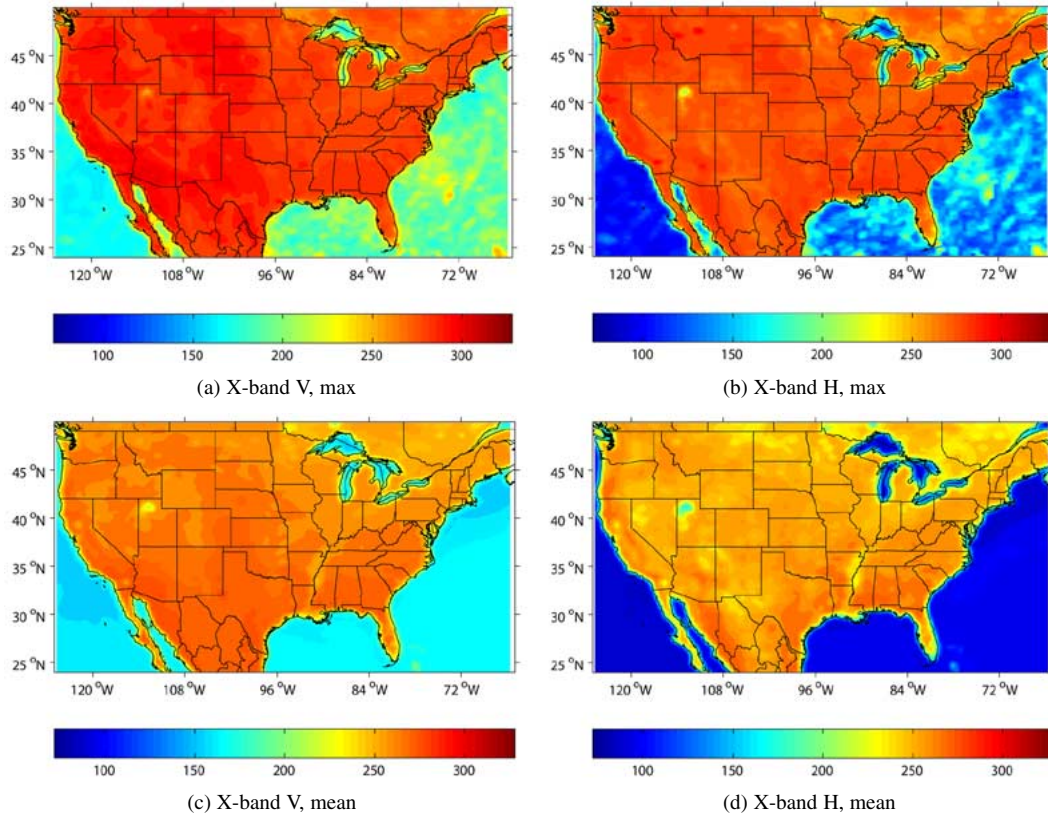 45 °N
40 °N
35 °N
30 °N
25 °N
120 °W 108 °W 96 °W 84 °W 72 °W
100 150 200 250 300
(a) X-band V, max
45 °N
40 °N
35 °N
30 °N
25 °N
120 °W 108 °W 96 °W 84 °W 72 °W
100 150 200 250 300
(b) X-band H, max
45 °N
40 °N
35 °N
30 °N
25 °N
120 °W 108 °W 96 °W 84 °W 72 °W
100 150 200 250 300
(c) X-band V, mean
45 °N
40 °N
35 °N
30 °N
25 °N
120 °W 108 °W 96 °W 84 °W 72 °W
100 150 200 250 300
(d) X-band H, mean